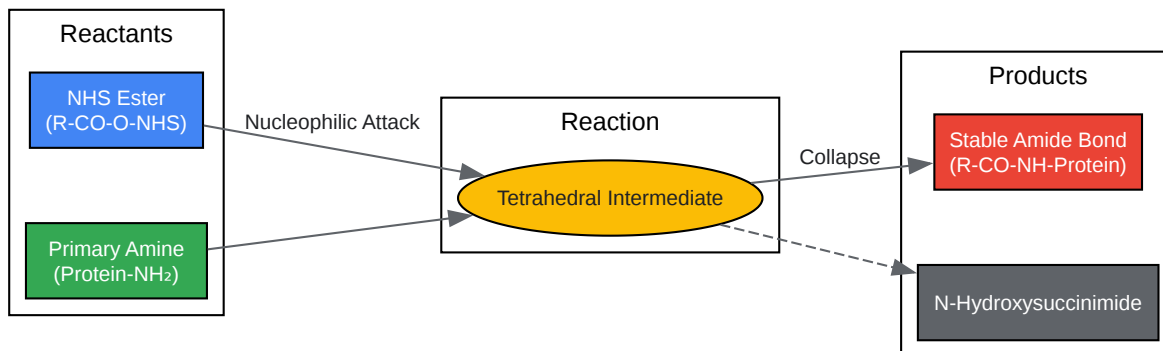 Reactants
NHS Ester
(R-CO-O-NHS)
Primary Amine
(Protein-NH₂)
Nucleophilic Attack
Reaction
Tetrahedral Intermediate
Collapse
Products
Stable Amide Bond
(R-CO-NH-Protein)
N-Hydroxysuccinimide